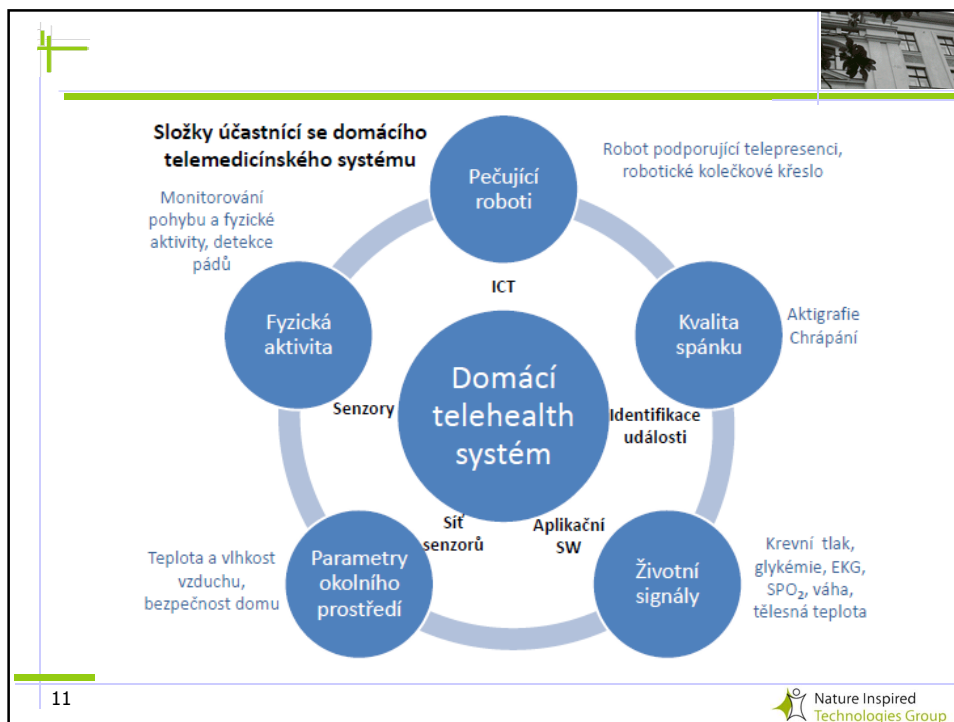 Složky účastnící se domácího
telemedicínského systému
Pečující
roboti
Robot podporující telepresenci,
robotické kolečkové křeslo
Monitorování
pohybu a fyzické
aktivity, detekce
pádů
ICT
Fyzická
aktivita
Kvalita
spánku
Aktigrafie
Chrápání
Domácí
telehealth
systém
Senzory
Identifikace
události
Síť
senzorů
Aplikační
SW
Teplota a vlhkost
vzduchu,
bezpečnost domu
Parametry
okolního
prostředí
Životní
signály
Krevní tlak,
glykémie, EKG,
SPO₂, váha,
tělesná teplota
11
Nature Inspired
Technologies Group